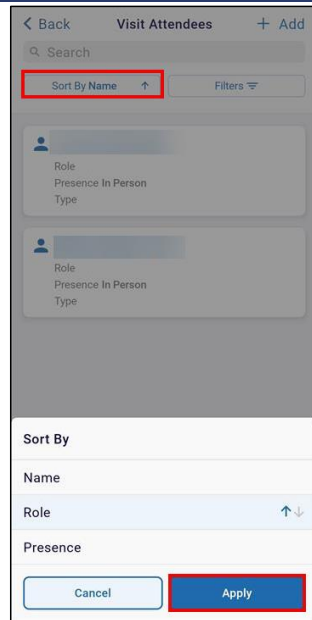 Back Visit Attendees + Add
Search
Sort By Name ↑ Filters
Role
Presence In Person
Type
Role
Presence In Person
Type
Sort By
Name
Role ↑↓
Presence
Cancel Apply